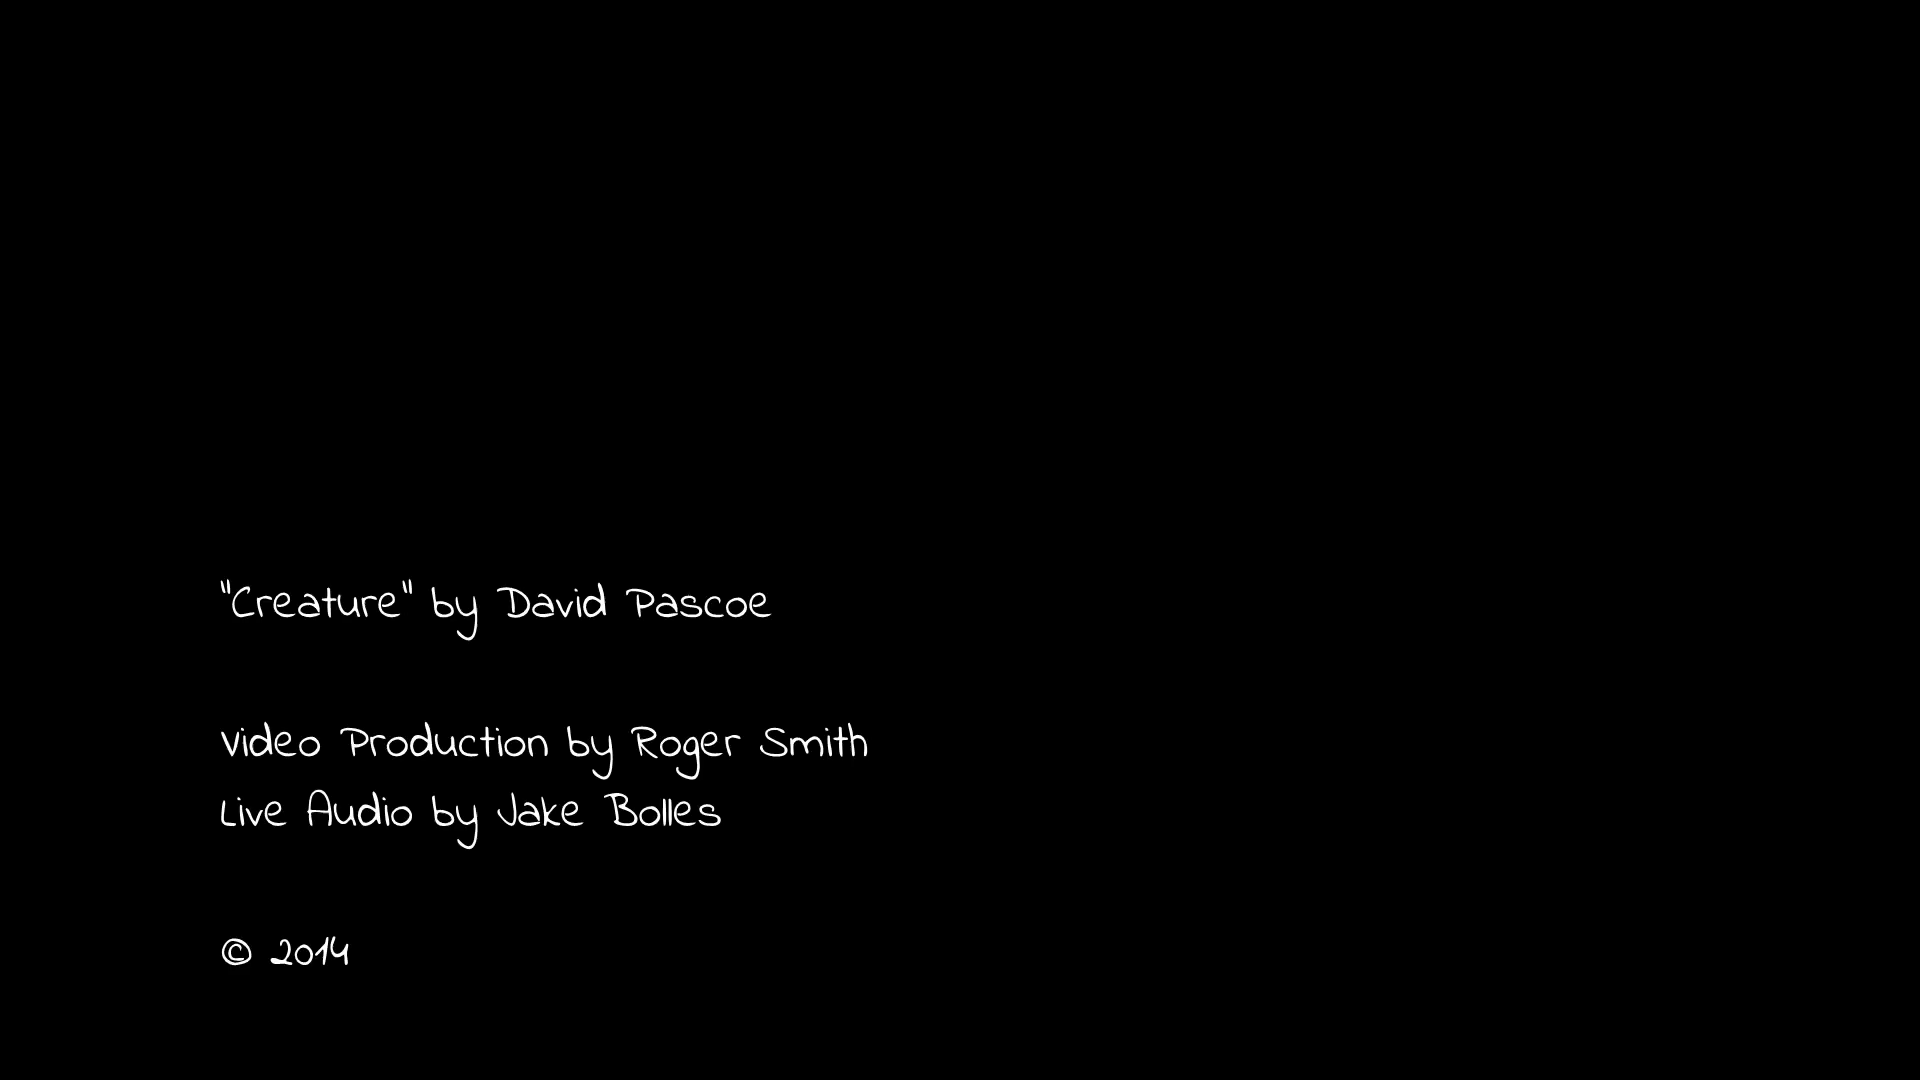 "Creature" by David Pascoe
Video Production by Roger Smith
Live Audio by Jake Bolles
© 2014